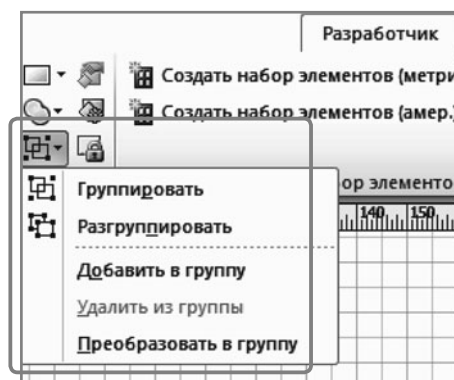 Разработчик
Создать набор элементов (метри
Создать набор элементов (амер.
Группировать
ор элементо
Разгруппировать
140 150
Добавить в группу
Удалить из группы
Преобразовать в группу